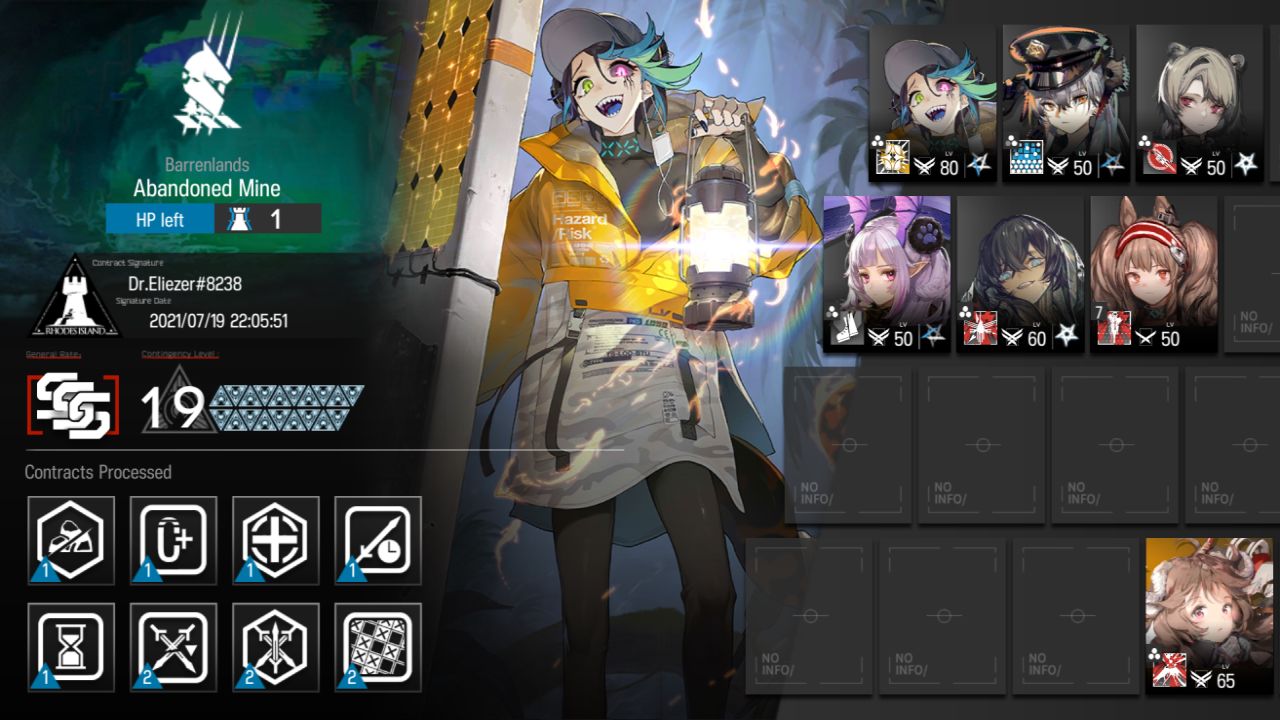 Barrenlands
Abandoned Mine
HP left
1
Contract Signature
Dr.Eliezer#8238
Signature Date
2021/07/19 22:05:51
RHODES ISLAND
General Rate:
Contingency Level:
SSS
19
Contracts Processed
1
1
1
1
1
2
2
2
Hazard
/Risk
LV
80
LV
50
LV
50
LV
50
LV
60
7
LV
50
NO
INFO/
NO
INFO/
NO
INFO/
NO
INFO/
NO
INFO/
NO
INFO/
NO
INFO/
NO
INFO/
LV
65